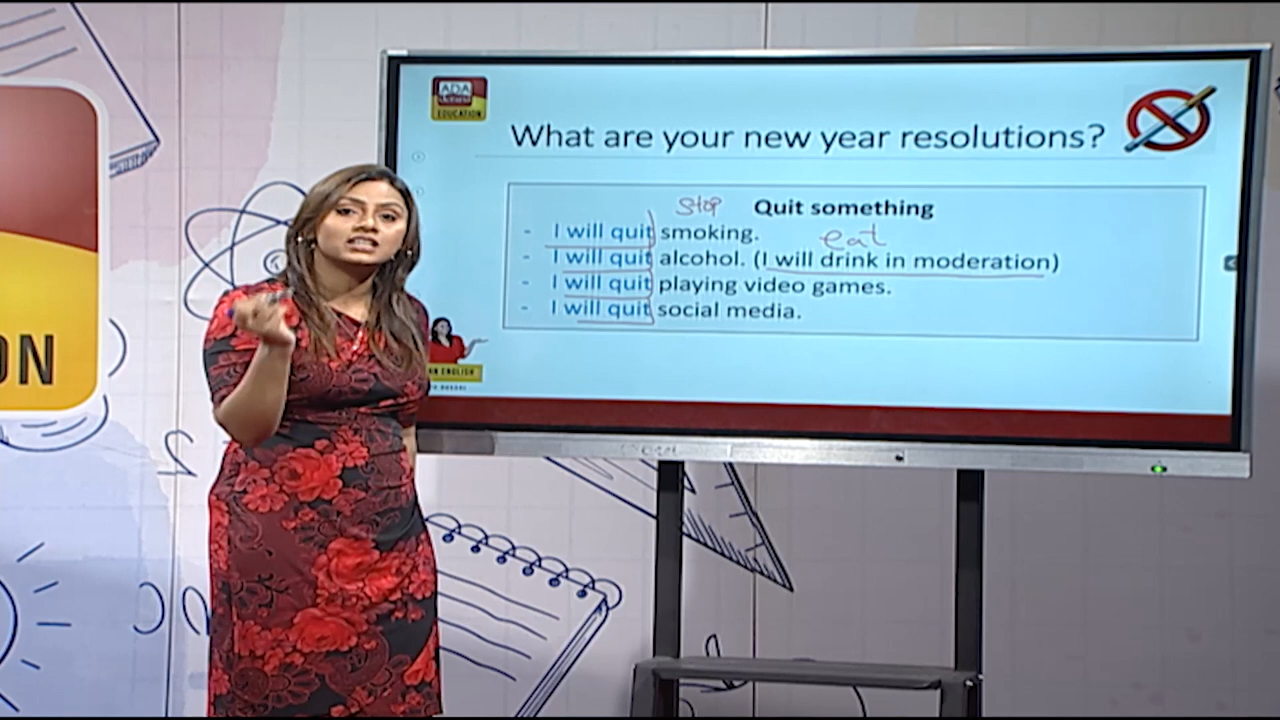 ADA
EDUCATION
What are your new year resolutions?
stop Quit something
- I will quit smoking.
eat
- I will quit alcohol. (I will drink in moderation)
- I will quit playing video games.
- I will quit social media.
ON
ENGLISH